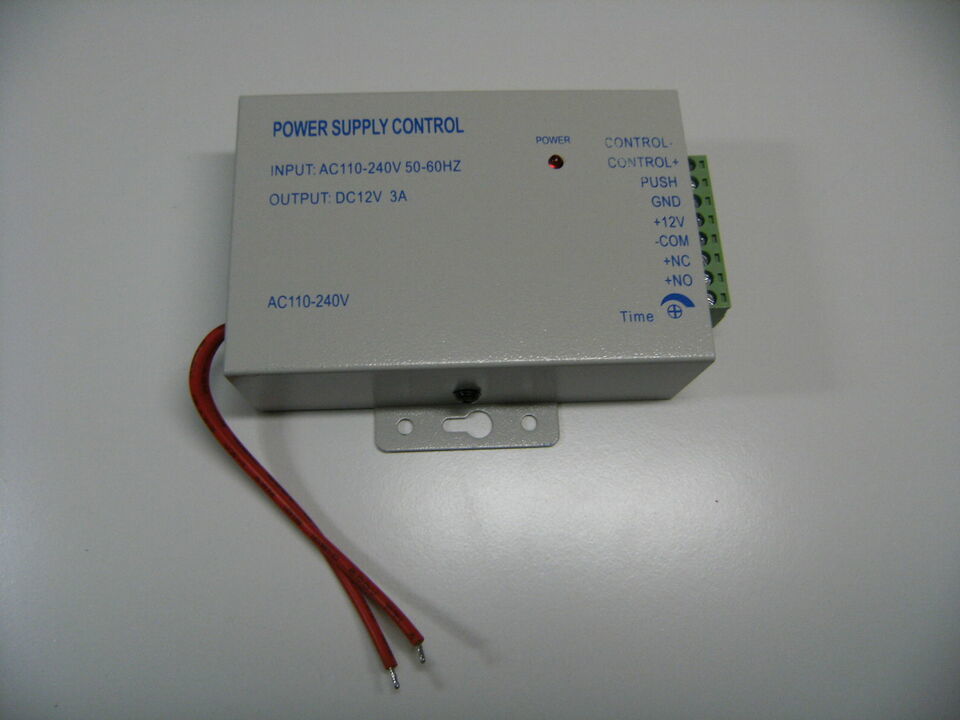 POWER SUPPLY CONTROL
INPUT: AC110-240V 50-60HZ
OUTPUT: DC12V 3A
AC110-240V
POWER
CONTROL-
CONTROL+
PUSH
GND
+12V
-COM
+NC
+NO
Time